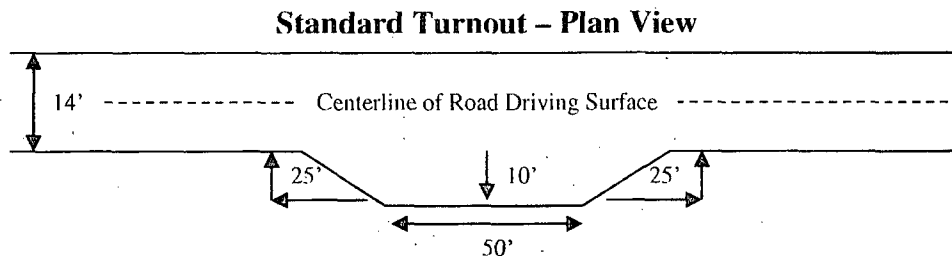 Standard Turnout – Plan View
14'
Centerline of Road Driving Surface
25'
10'
25'
50'